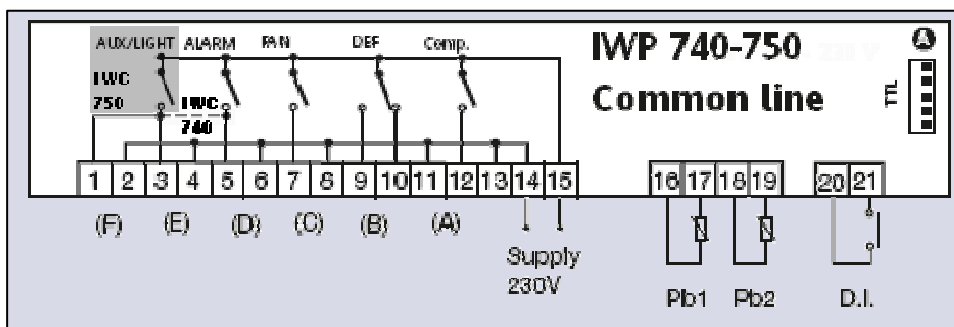 AUX/LIGHT ALARM FAN DEF Comp. IWP 740-750 A
IWC
750
IWC
740
Common line TTL
1 2 3 4 5 6 7 8 9 10 11 12 13 14 15 16 17 18 19 20 21
(F) (E) (D) (C) (B) (A)
Supply
230V
Pb1 Pb2 D.I.